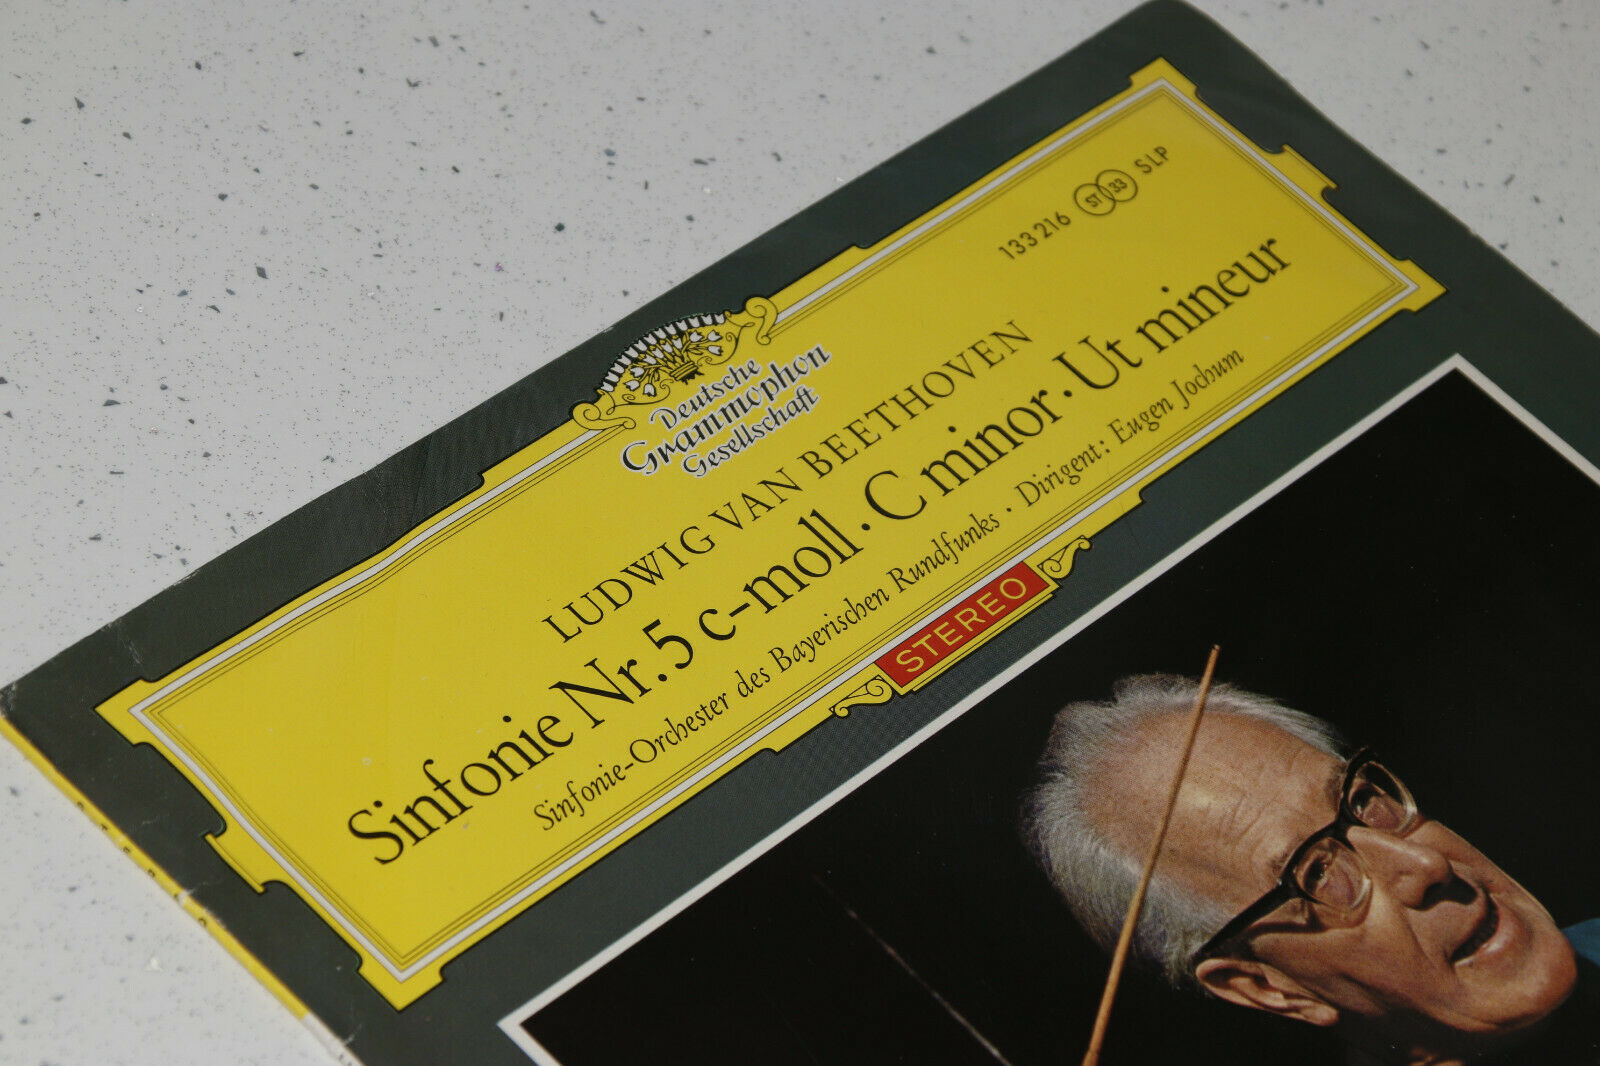 133 216 ST 33 SLP
Deutsche
Grammophon
Gesellschaft
LUDWIG VAN BEETHOVEN
Sinfonie Nr. 5 c-moll · C minor · Ut mineur
Sinfonie-Orchester des Bayerischen Rundfunks · Dirigent: Eugen Jochum
STEREO